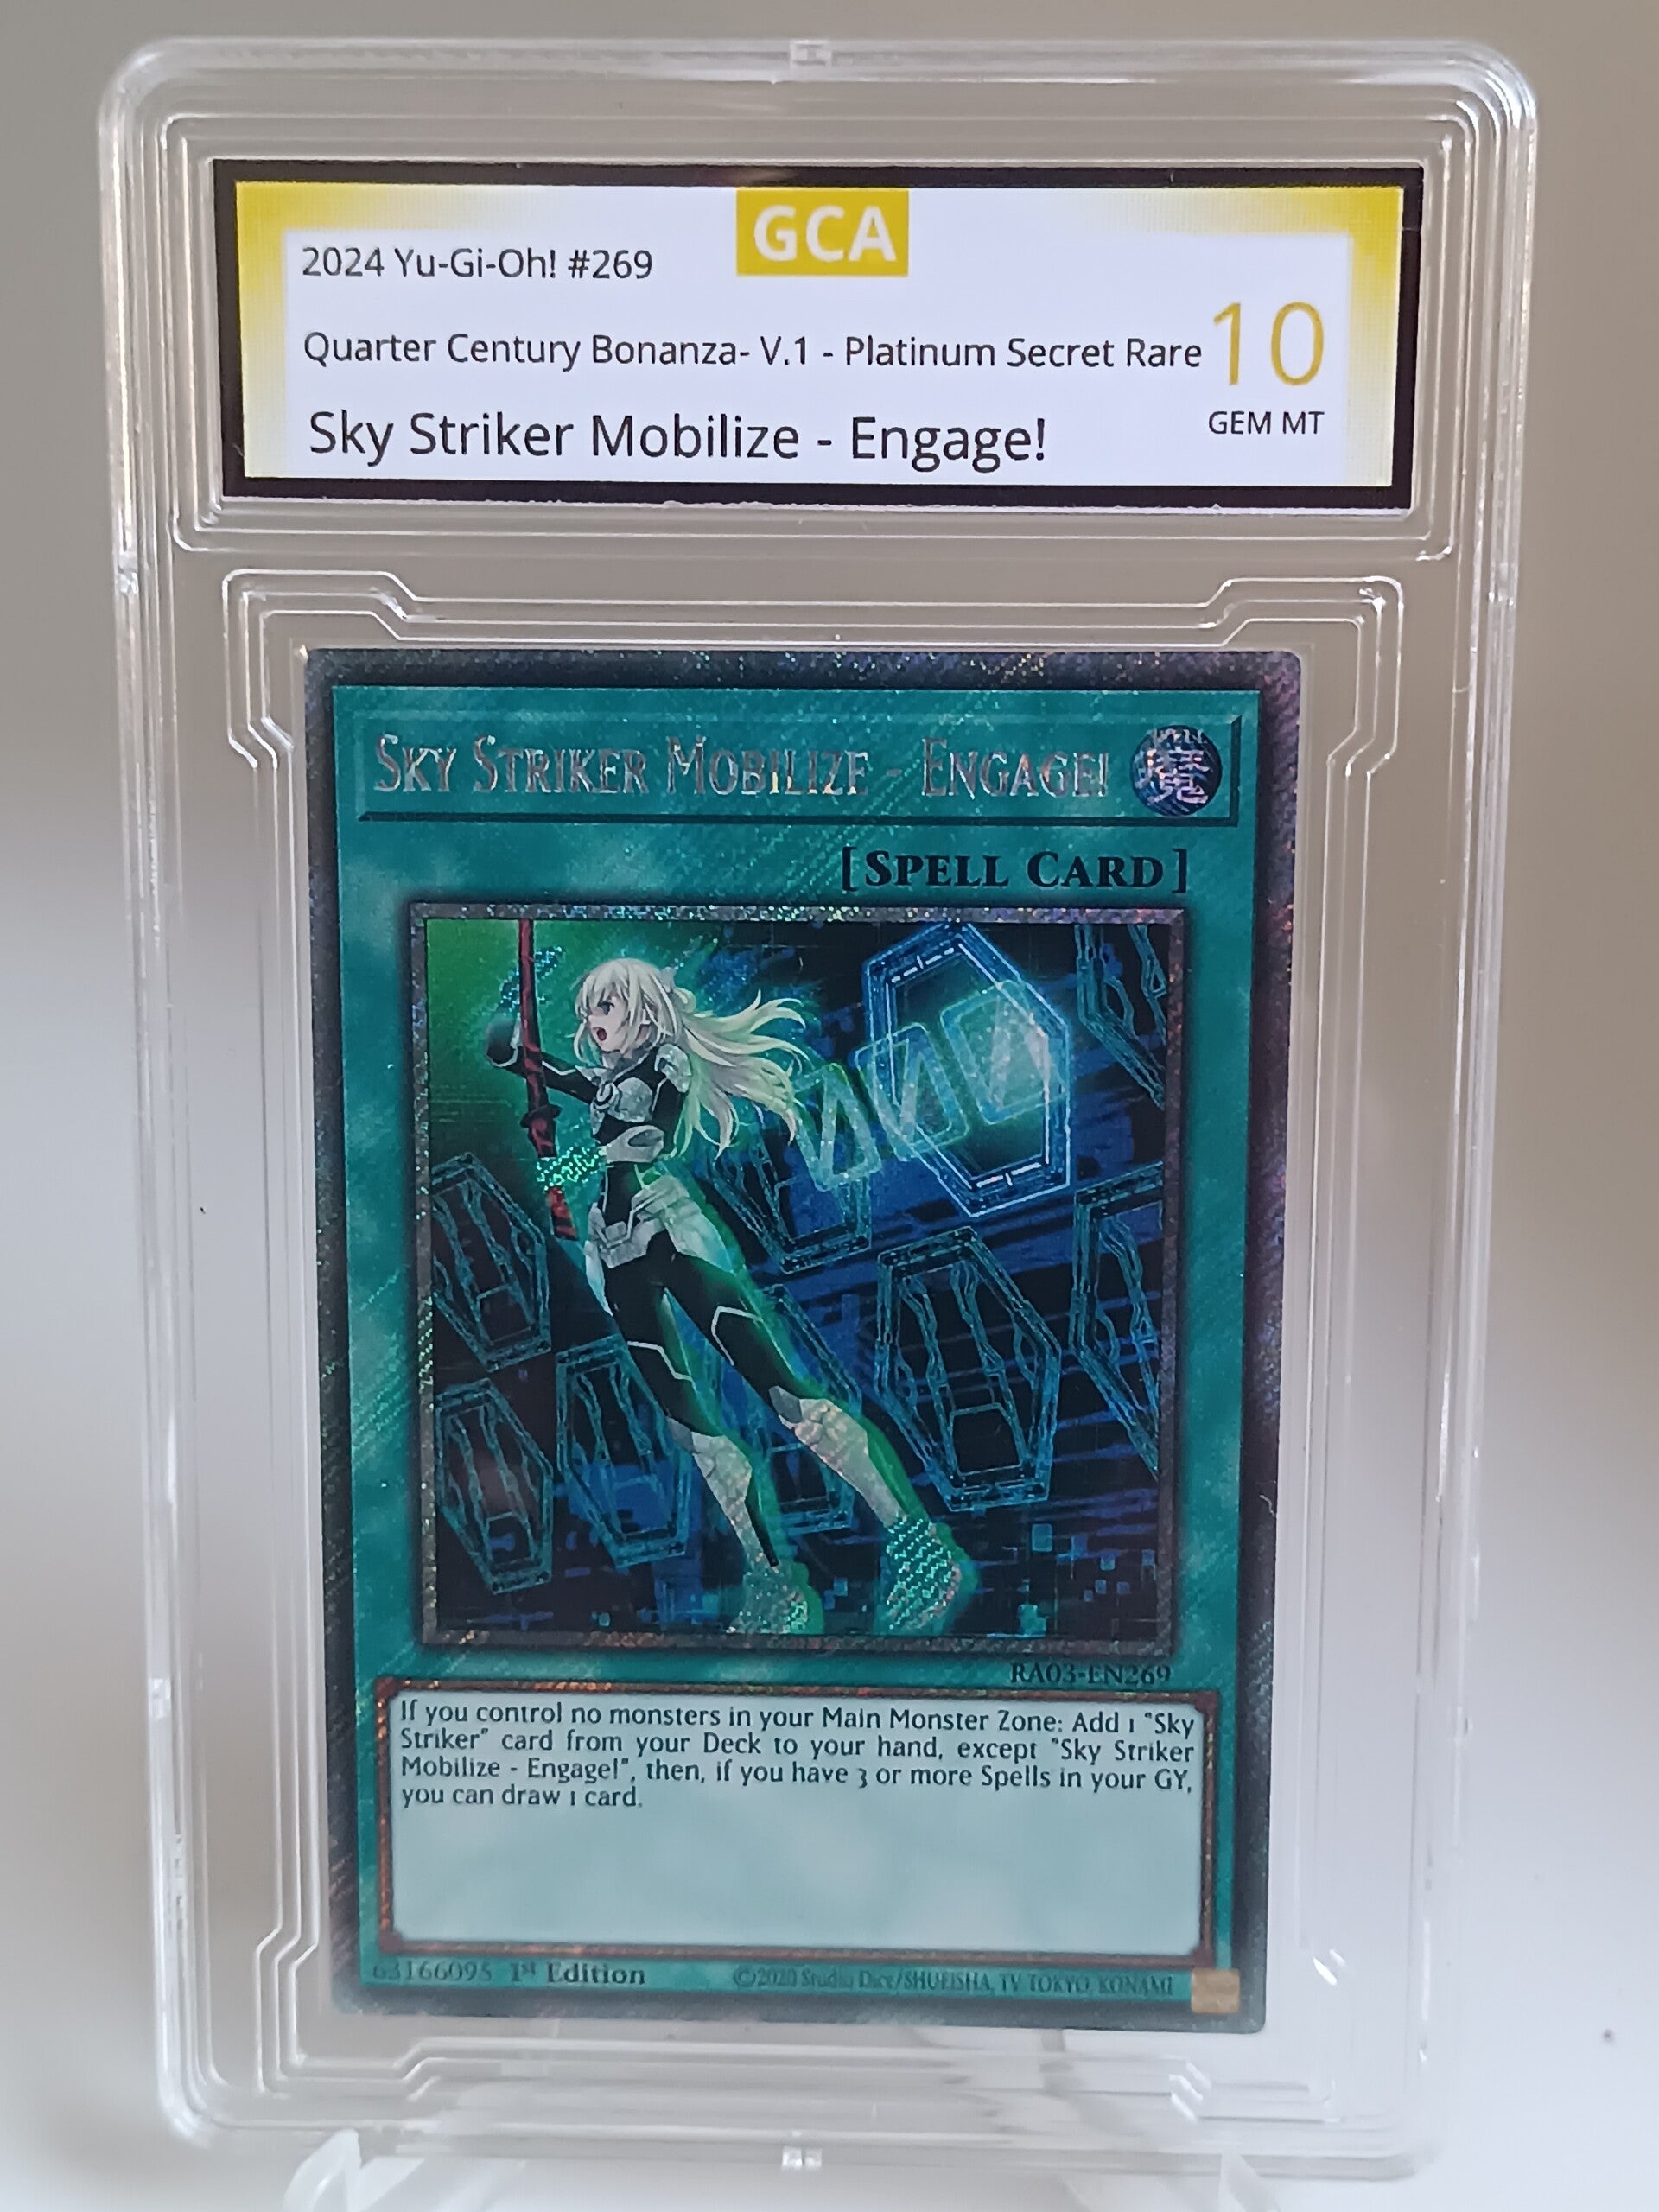 GCA
2024 Yu-Gi-Oh! #269
Quarter Century Bonanza- V.1 - Platinum Secret Rare
10
Sky Striker Mobilize - Engage!
GEM MT
SKY STRIKER MOBILIZE - ENGAGE!
SPELL
魔
[SPELL CARD]
RA03-EN269
If you control no monsters in your Main Monster Zone: Add 1 "Sky
Striker" card from your Deck to your hand, except "Sky Striker
Mobilize - Engage!", then, if you have 3 or more Spells in your GY,
you can draw 1 card.
63166095 1st Edition ©2020 Studio Dice/SHUEISHA, TV TOKYO, KONAMI